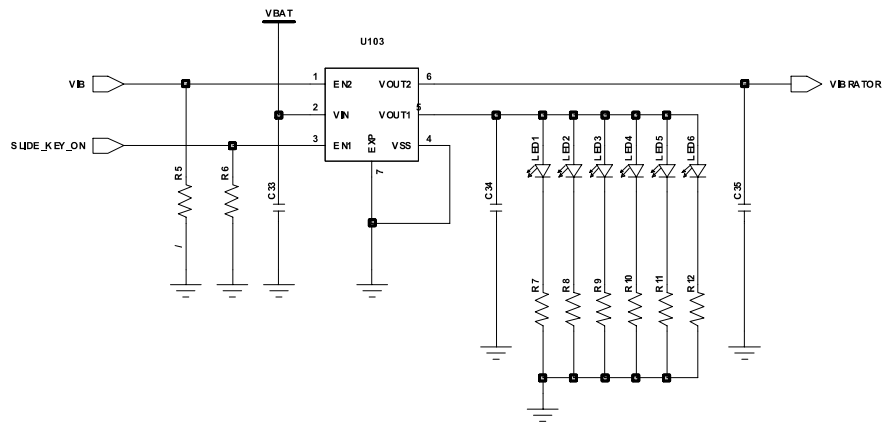 VBAT
U103
VIB
1
EN2
VOUT2
6
VIBRATOR
2
VIN
VOUT1
5
SLIDE_KEY_ON
3
EN1
EXP
VSS
4
7
R5
R6
C33
/
C34
LED1
LED2
LED3
LED4
LED5
LED6
C35
R7
R8
R9
R10
R11
R12